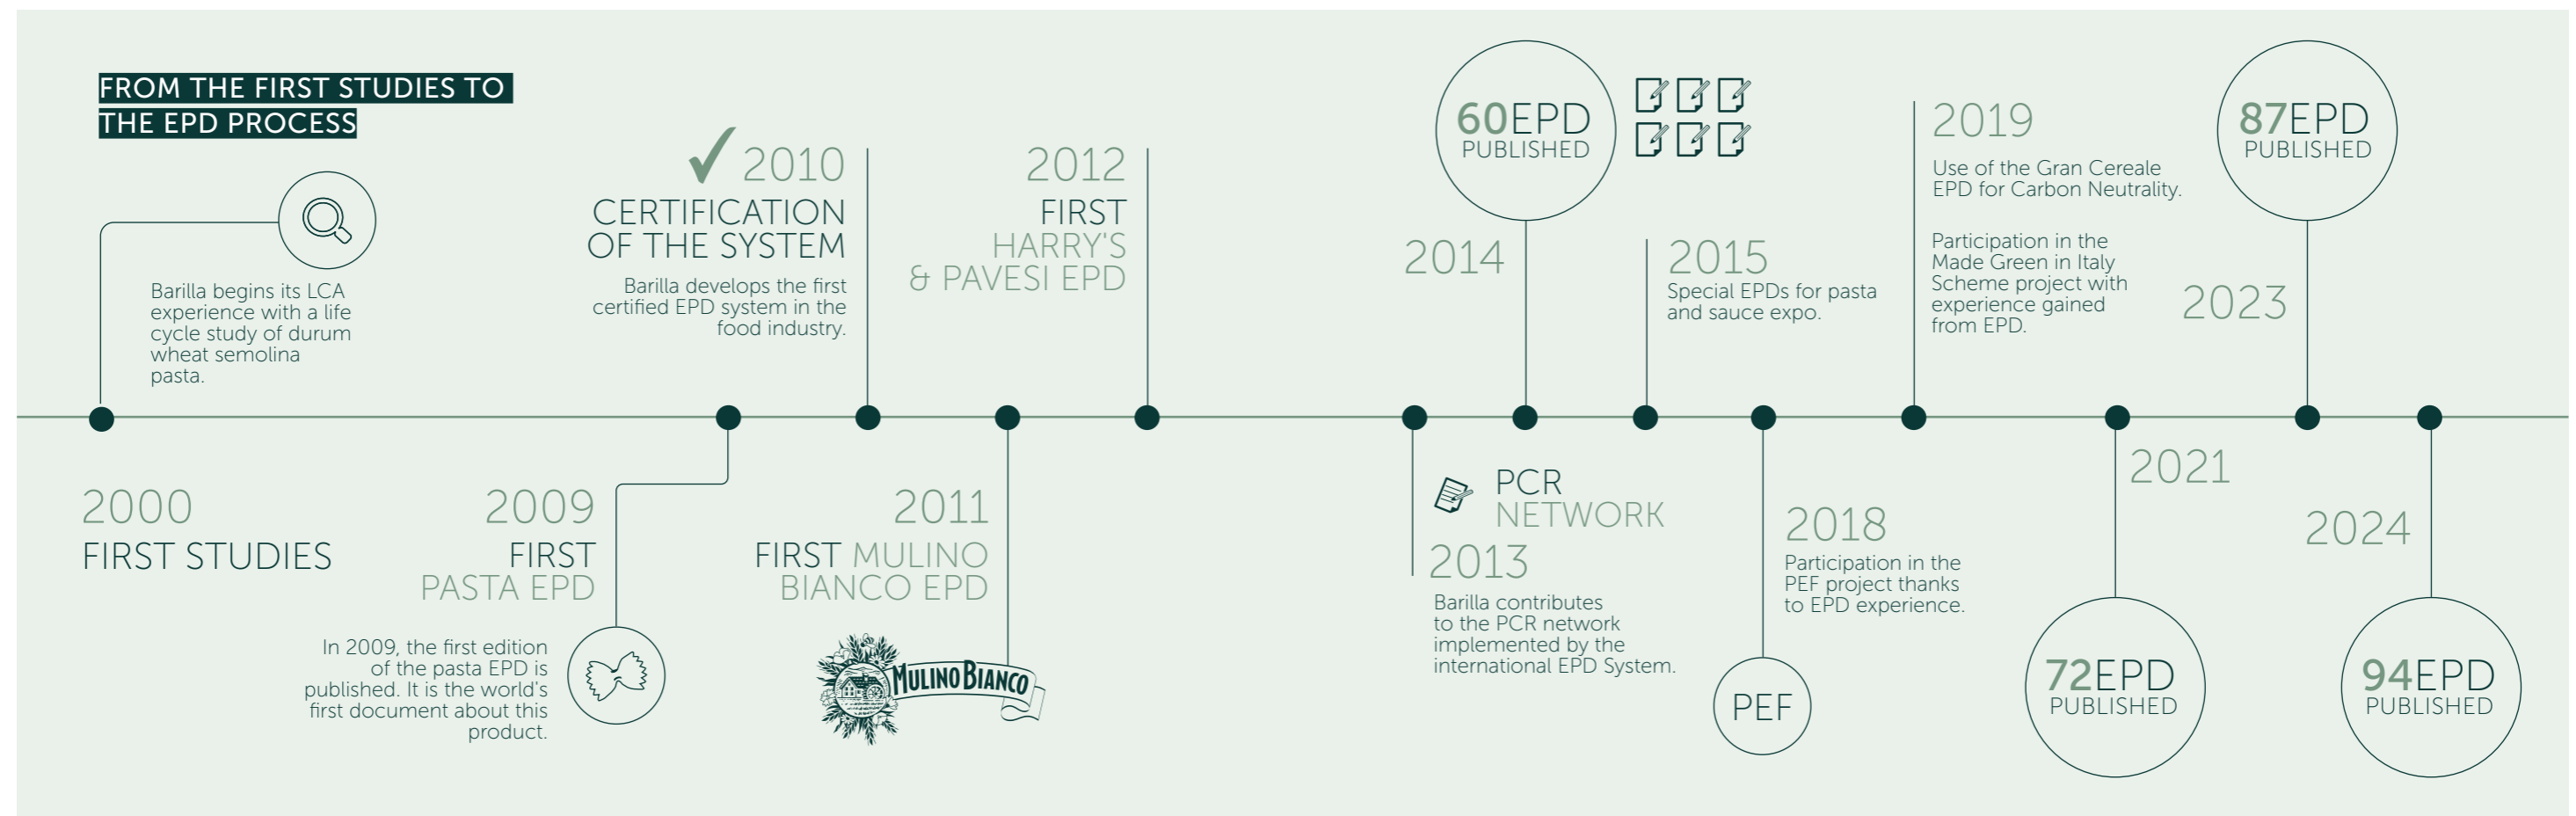 FROM THE FIRST STUDIES TO
THE EPD PROCESS
Barilla begins its LCA
experience with a life
cycle study of durum
wheat semolina
pasta.
2000
FIRST STUDIES
2009
FIRST
PASTA EPD
In 2009, the first edition
of the pasta EPD is
published. It is the world's
first document about this
product.
2010
CERTIFICATION
OF THE SYSTEM
Barilla develops the first
certified EPD system in the
food industry.
2011
FIRST MULINO
BIANCO EPD
MULINO BIANCO
2012
FIRST
HARRY'S
& PAVESI EPD
PCR
NETWORK
2013
Barilla contributes
to the PCR network
implemented by the
international EPD System.
60EPD
PUBLISHED
2014
2015
Special EPDs for pasta
and sauce expo.
2018
Participation in the
PEF project thanks
to EPD experience.
PEF
2019
Use of the Gran Cereale
EPD for Carbon Neutrality.
Participation in the
Made Green in Italy
Scheme project with
experience gained
from EPD.
2021
72EPD
PUBLISHED
87EPD
PUBLISHED
2023
2024
94EPD
PUBLISHED